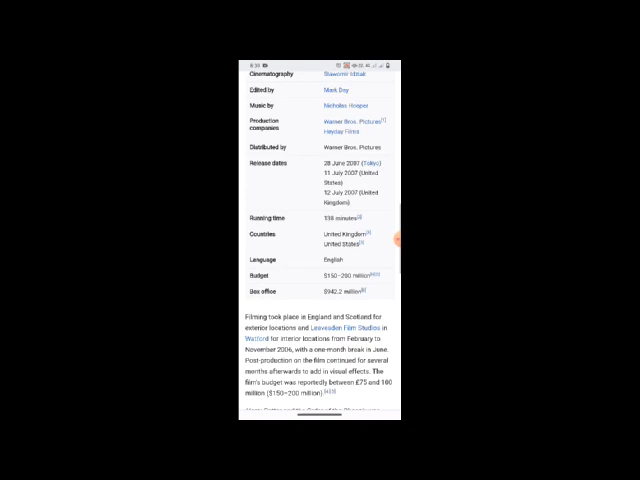 Cinematography Sławomir Idziak
Edited by Mark Day
Music by Nicholas Hooper
Production companies Warner Bros. Pictures[1]
Heyday Films
Distributed by Warner Bros. Pictures
Release dates 28 June 2007 (Tokyo)
11 July 2007 (United
States)
12 July 2007 (United
Kingdom)
Running time 138 minutes
Countries United Kingdom
United States
Language English
Budget $150–200 million
Box office $942.2 million
Filming took place in England and Scotland for
exterior locations and Leavesden Film Studios in
Watford for interior locations from February to
November 2006, with a one-month break in June.
Post-production on the film continued for several
months afterwards to add in visual effects. The
film's budget was reportedly between £75 and 100
million ($150–200 million).